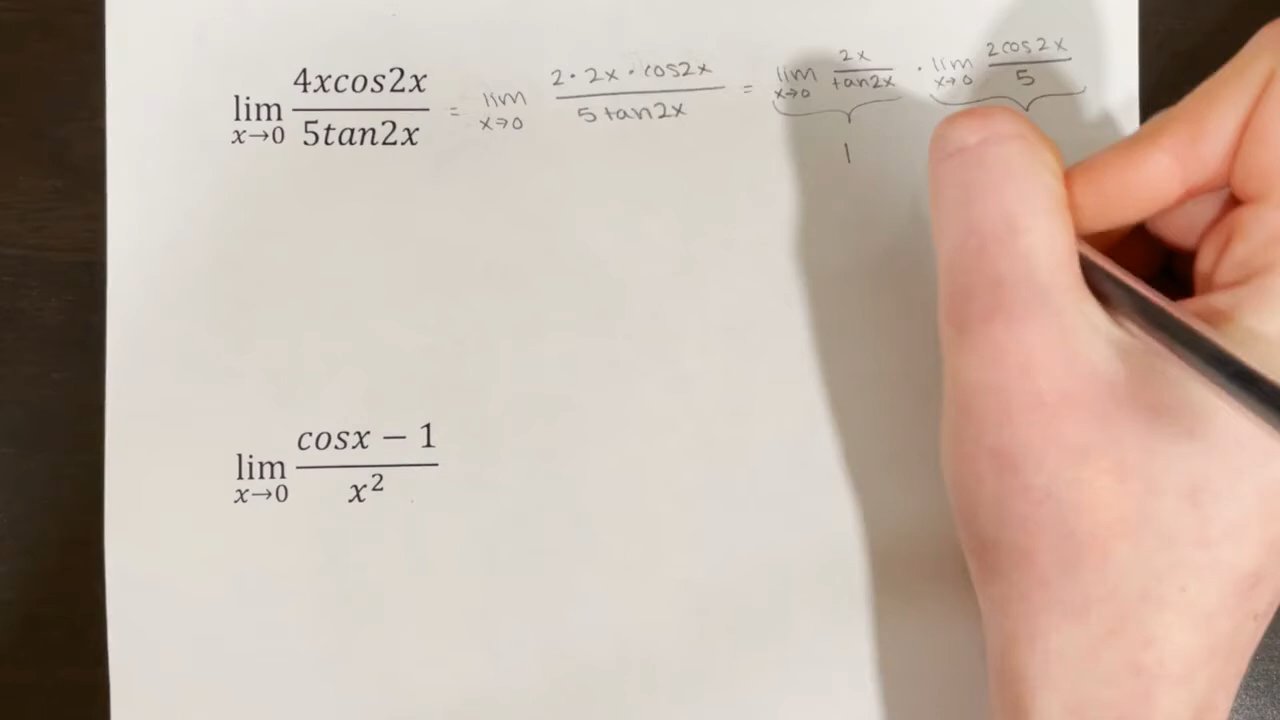 lim x→0 4xcos2x / 5tan2x = lim x→0 2·2x·cos2x / 5tan2x = lim x→0 2x / tan2x · lim x→0 2cos2x / 5
1
lim x→0 cosx − 1 / x²